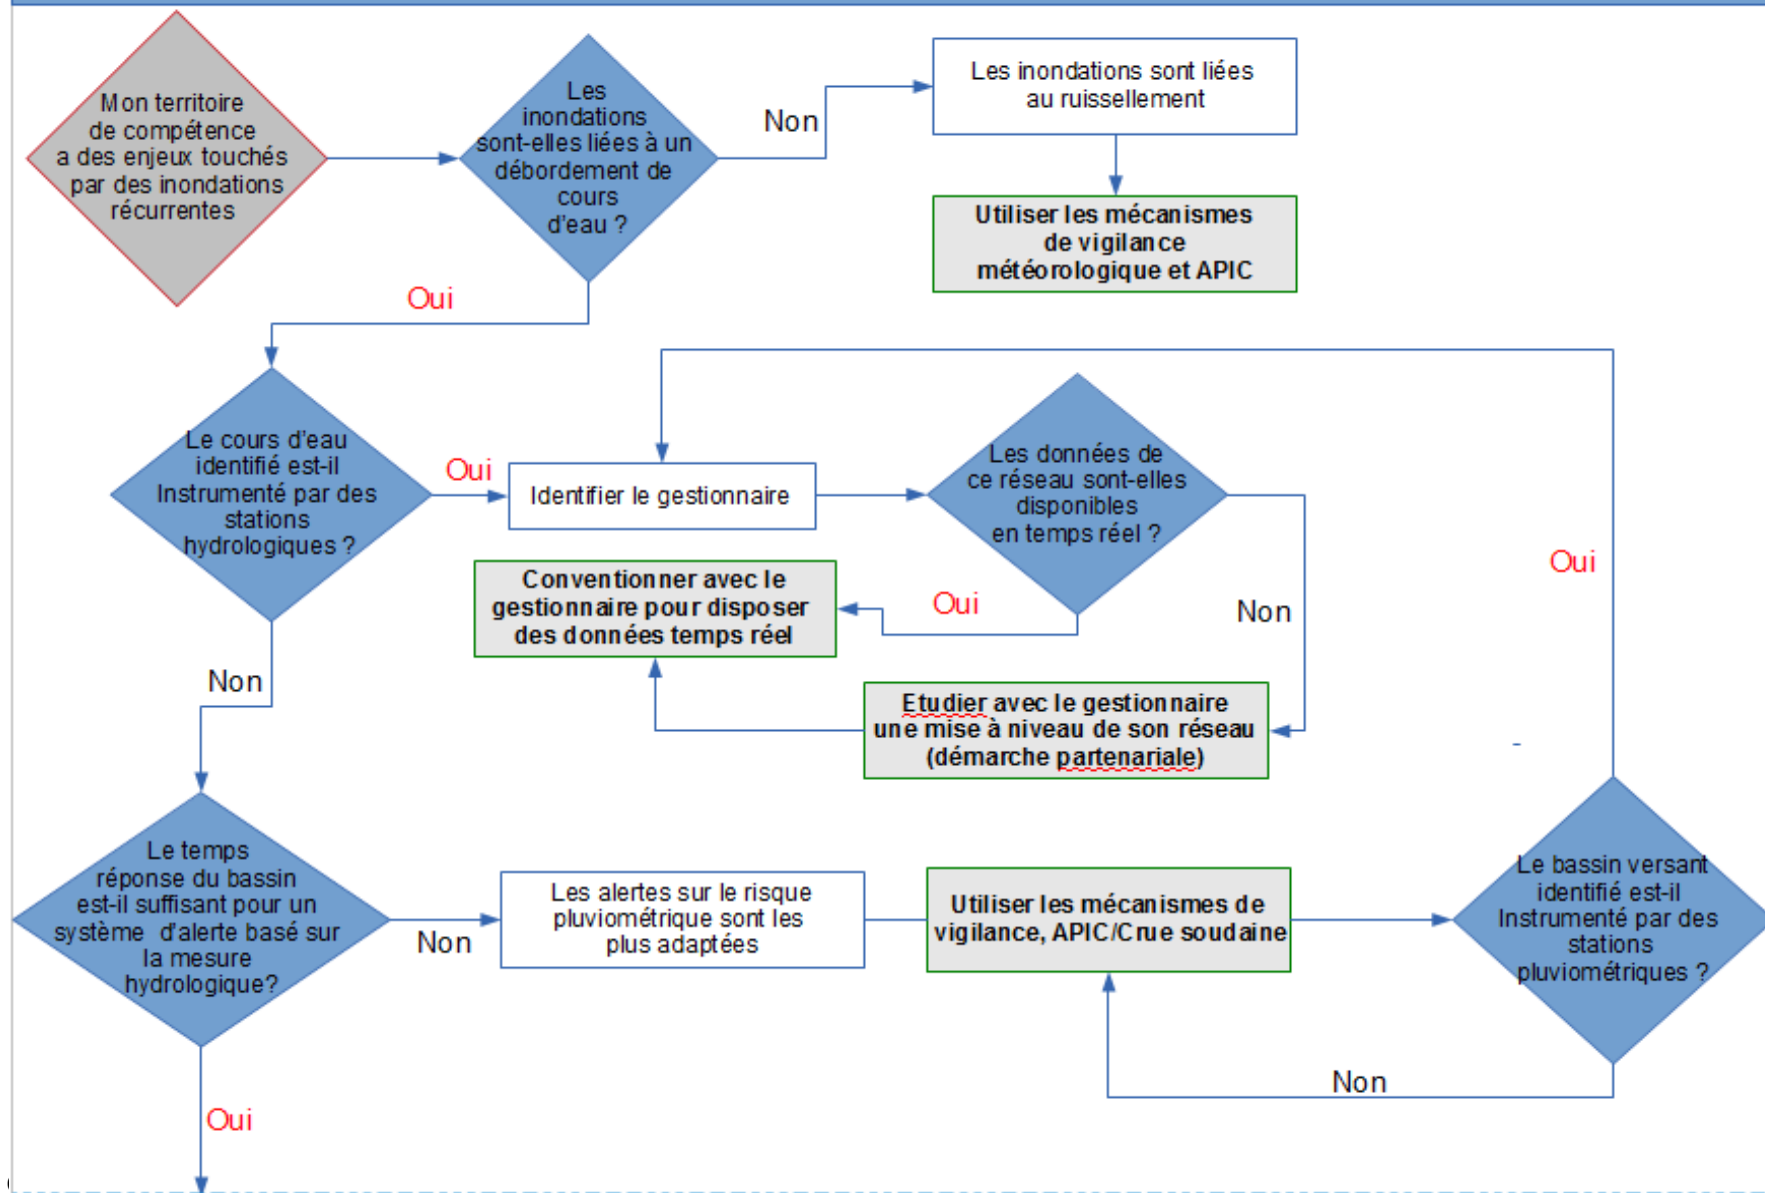 Mon territoire
de compétence
a des enjeux touchés
par des inondations
récurrentes
Les
inondations
sont-elles liées à un
débordement de
cours
d'eau ?
Non
Les inondations sont liées
au ruissellement
Utiliser les mécanismes
de vigilance
météorologique et APIC
Oui
Le cours d'eau
identifié est-il
Instrumenté par des
stations
hydrologiques ?
Oui
Identifier le gestionnaire
Les données de
ce réseau sont-elles
disponibles
en temps réel ?
Oui
Conventionner avec le
gestionnaire pour disposer
des données temps réel
Oui
Non
Non
Etudier avec le gestionnaire
une mise à niveau de son réseau
(démarche partenariale)
Le temps
réponse du bassin
est-il suffisant pour un
système d'alerte basé sur
la mesure
hydrologique?
Non
Les alertes sur le risque
pluviométrique sont les
plus adaptées
Utiliser les mécanismes de
vigilance, APIC/Crue soudaine
Le bassin versant
identifié est-il
Instrumenté par des
stations
pluviométriques ?
Non
Oui